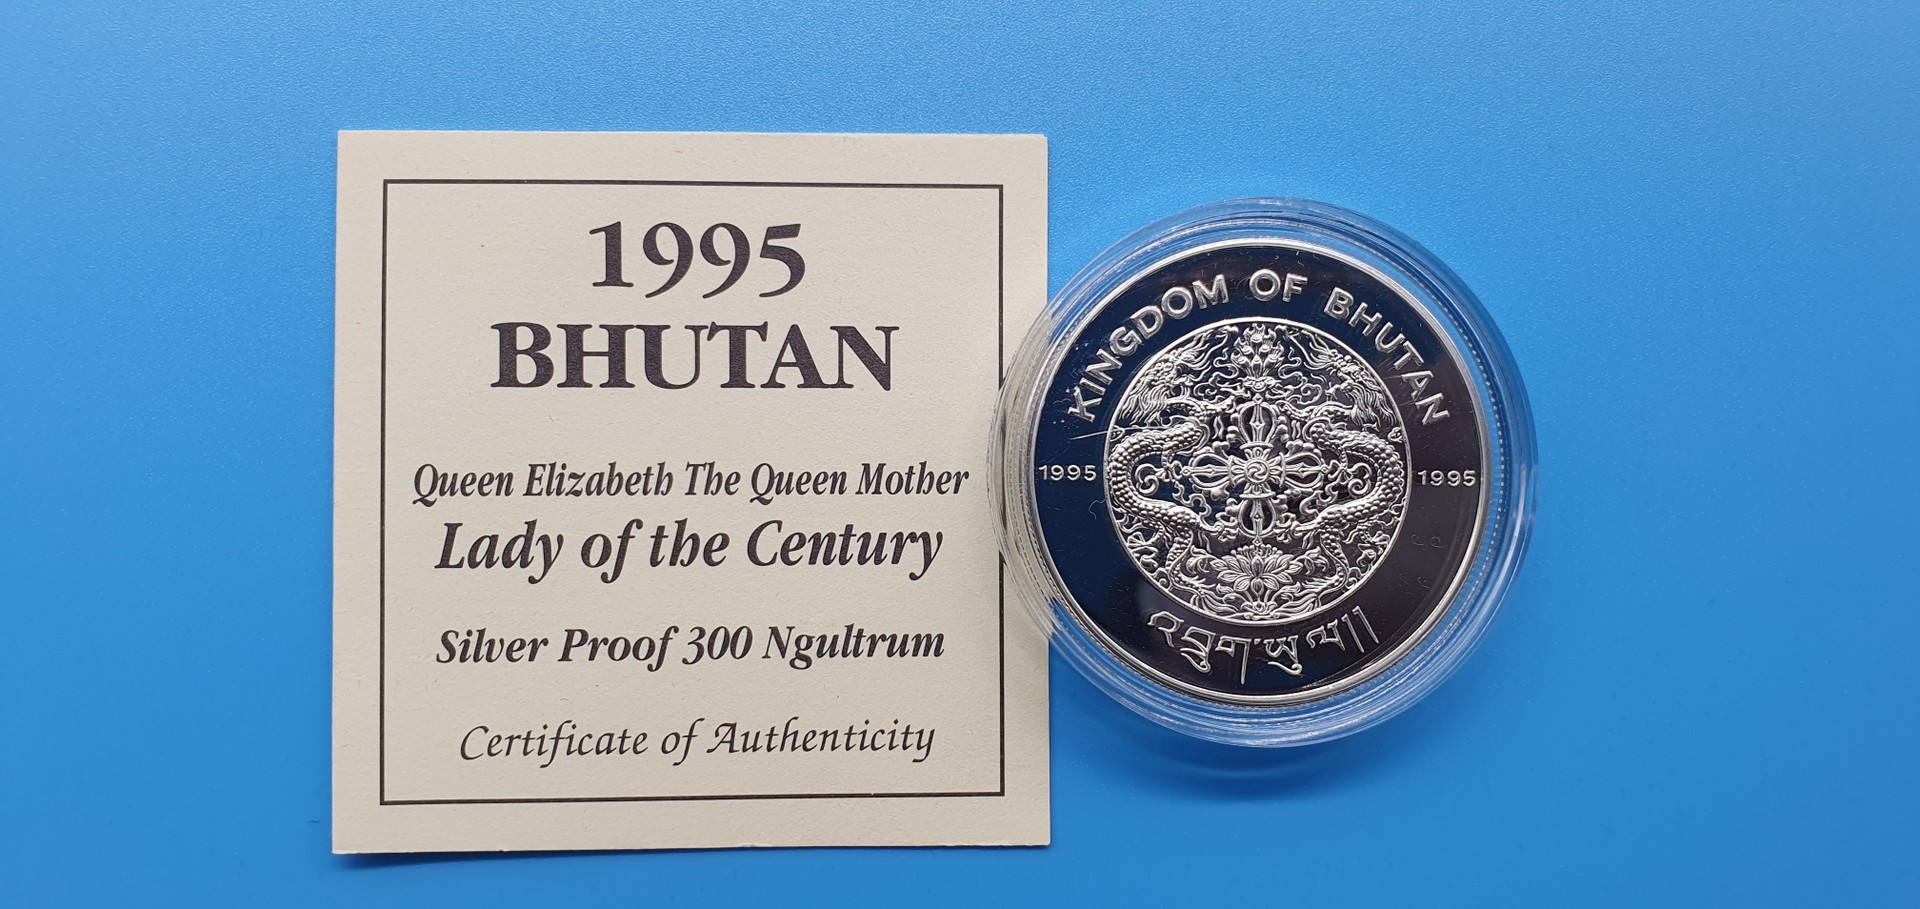 1995
BHUTAN
Queen Elizabeth The Queen Mother
Lady of the Century
Silver Proof 300 Ngultrum
Certificate of Authenticity
KINGDOM OF BHUTAN
1995 1995
འབྲུག་ཡུལ།།